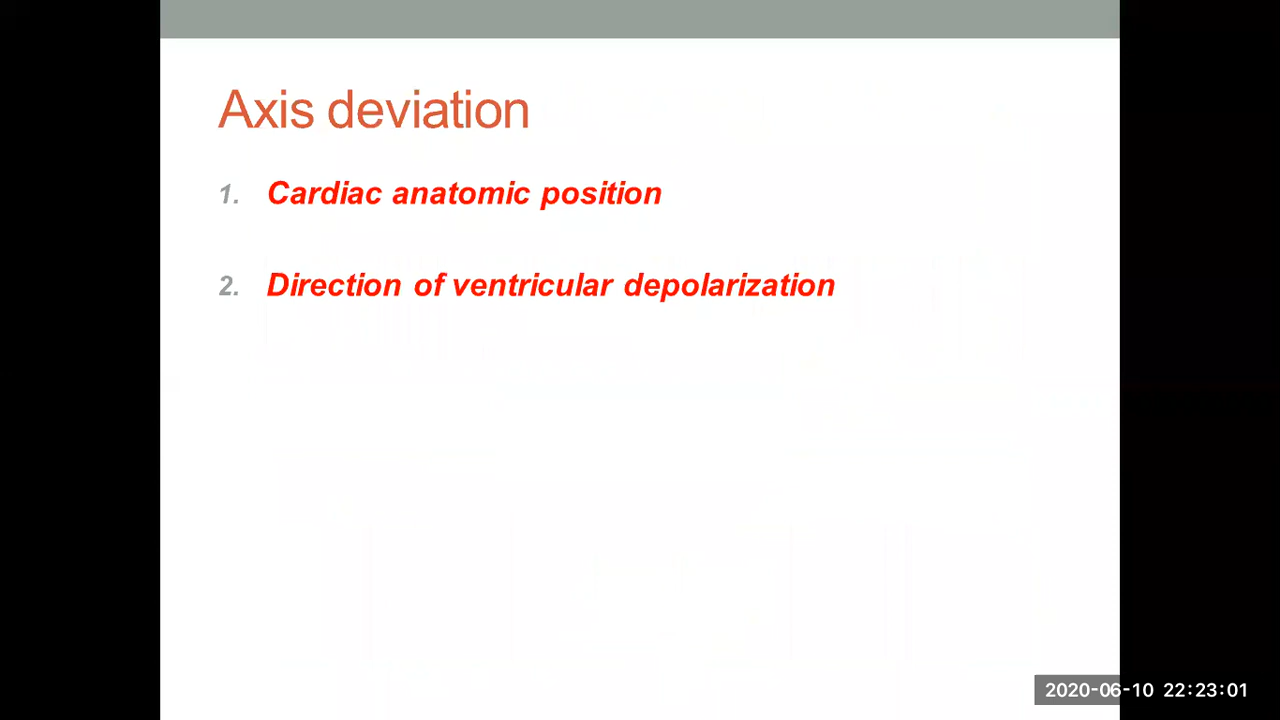 Axis deviation
1. Cardiac anatomic position
2. Direction of ventricular depolarization
2020-06-10 22:23:01